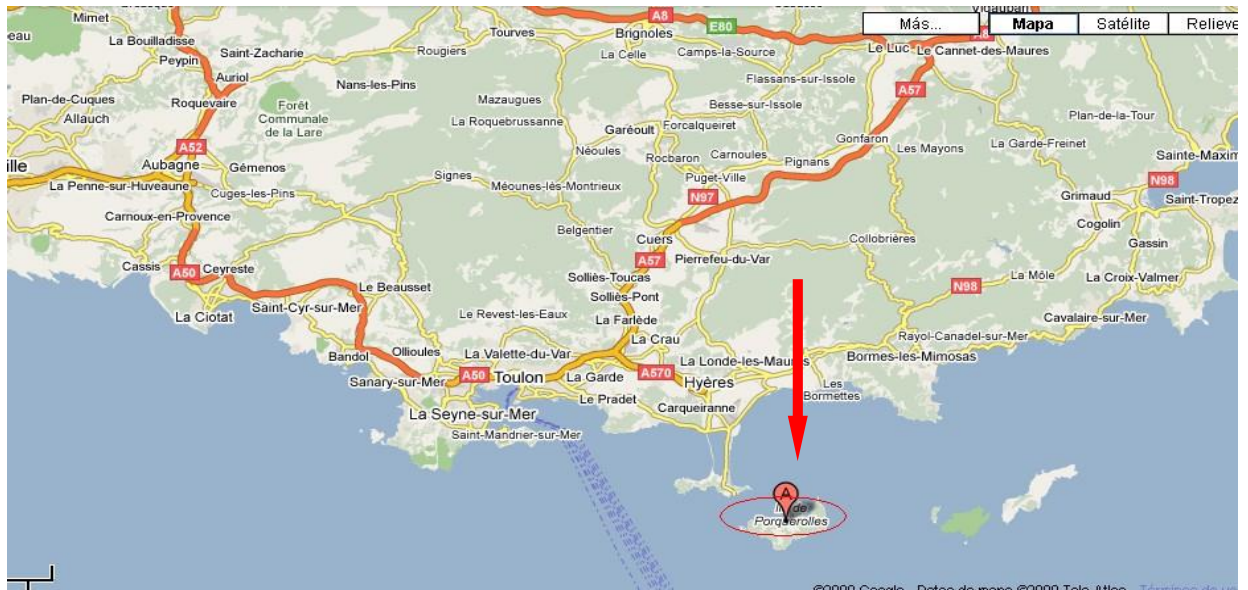 Mimet
A8
Tourves
Brignoles
E80
Más...
Mapa
Satélite
Relieve
La Bouilladisse
Peypin
Saint-Zacharie
Rougiers
La Celle
Camps-la-Source
Le Luc
Le Cannet-des-Maures
Auriol
Nans-les-Pins
Flassans-sur-Issole
A57
Plan-de-Cuques
Allauch
Roquevaire
Forêt
Communale
de la Lare
Mazaugues
La Roquebrussanne
Besse-sur-Issole
Garéoult
Forcalqueiret
Gonfaron
Plan-de-la-Tour
A52
Néoules
Rocbaron
Carnoules
Pignans
Les Mayons
La Garde-Freinet
Sainte-Maxim
ille
Aubagne
Gémenos
Signes
Puget-Ville
N98
La Penne-sur-Huveaune
Cuges-les-Pins
Méounes-lès-Montrieux
N97
Grimaud
Saint-Tropez
Carnoux-en-Provence
Belgentier
Cuers
Collobrières
Cogolin
Gassin
Cassis
A50
Ceyreste
A57
Pierrefeu-du-Var
Solliès-Toucas
La Môle
La Croix-Valmer
Le Beausset
Solliès-Pont
N98
Saint-Cyr-sur-Mer
La Ciotat
Le Revest-les-Eaux
La Farlède
Cavalaire-sur-Mer
La Crau
Rayol-Canadel-sur-Mer
Bandol
Ollioules
La Valette-du-Var
La Londe-les-Maures
Bormes-les-Mimosas
Sanary-sur-Mer
A50
Toulon
La Garde
A570
Hyères
Les
Bormettes
Le Pradet
Carqueiranne
La Seyne-sur-Mer
Saint-Mandrier-sur-Mer
A
Ile de
Porquerolles